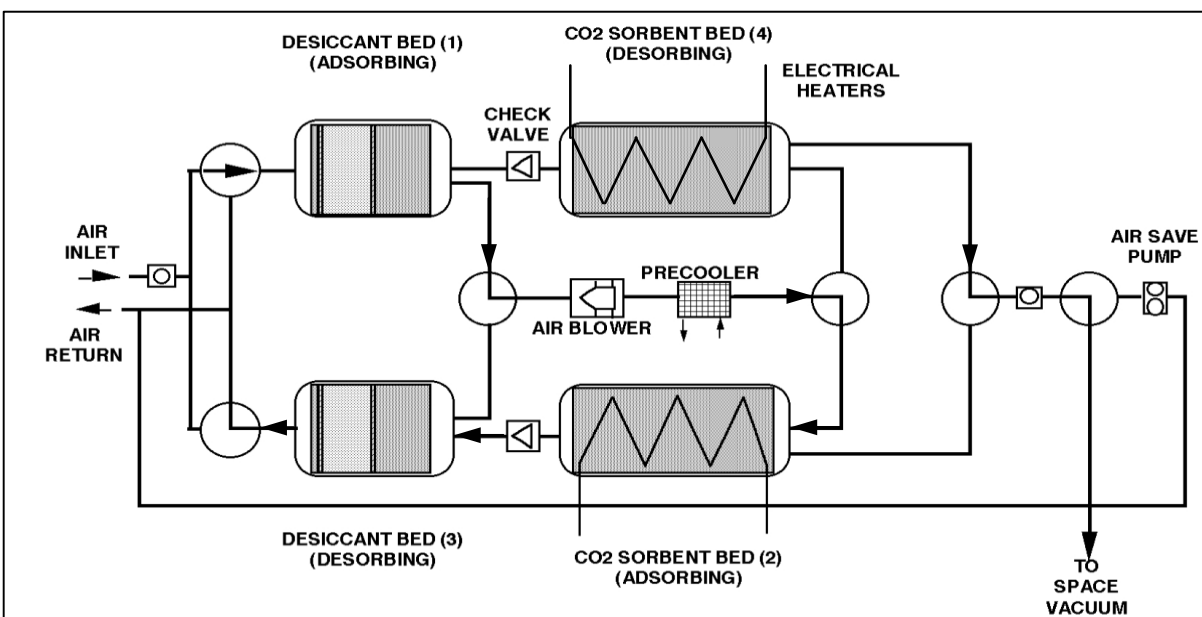 DESICCANT BED (1)
(ADSORBING)
CO2 SORBENT BED (4)
(DESORBING)
ELECTRICAL
HEATERS
CHECK
VALVE
AIR
INLET
AIR
RETURN
PRECOOLER
AIR BLOWER
AIR SAVE
PUMP
DESICCANT BED (3)
(DESORBING)
CO2 SORBENT BED (2)
(ADSORBING)
TO
SPACE
VACUUM